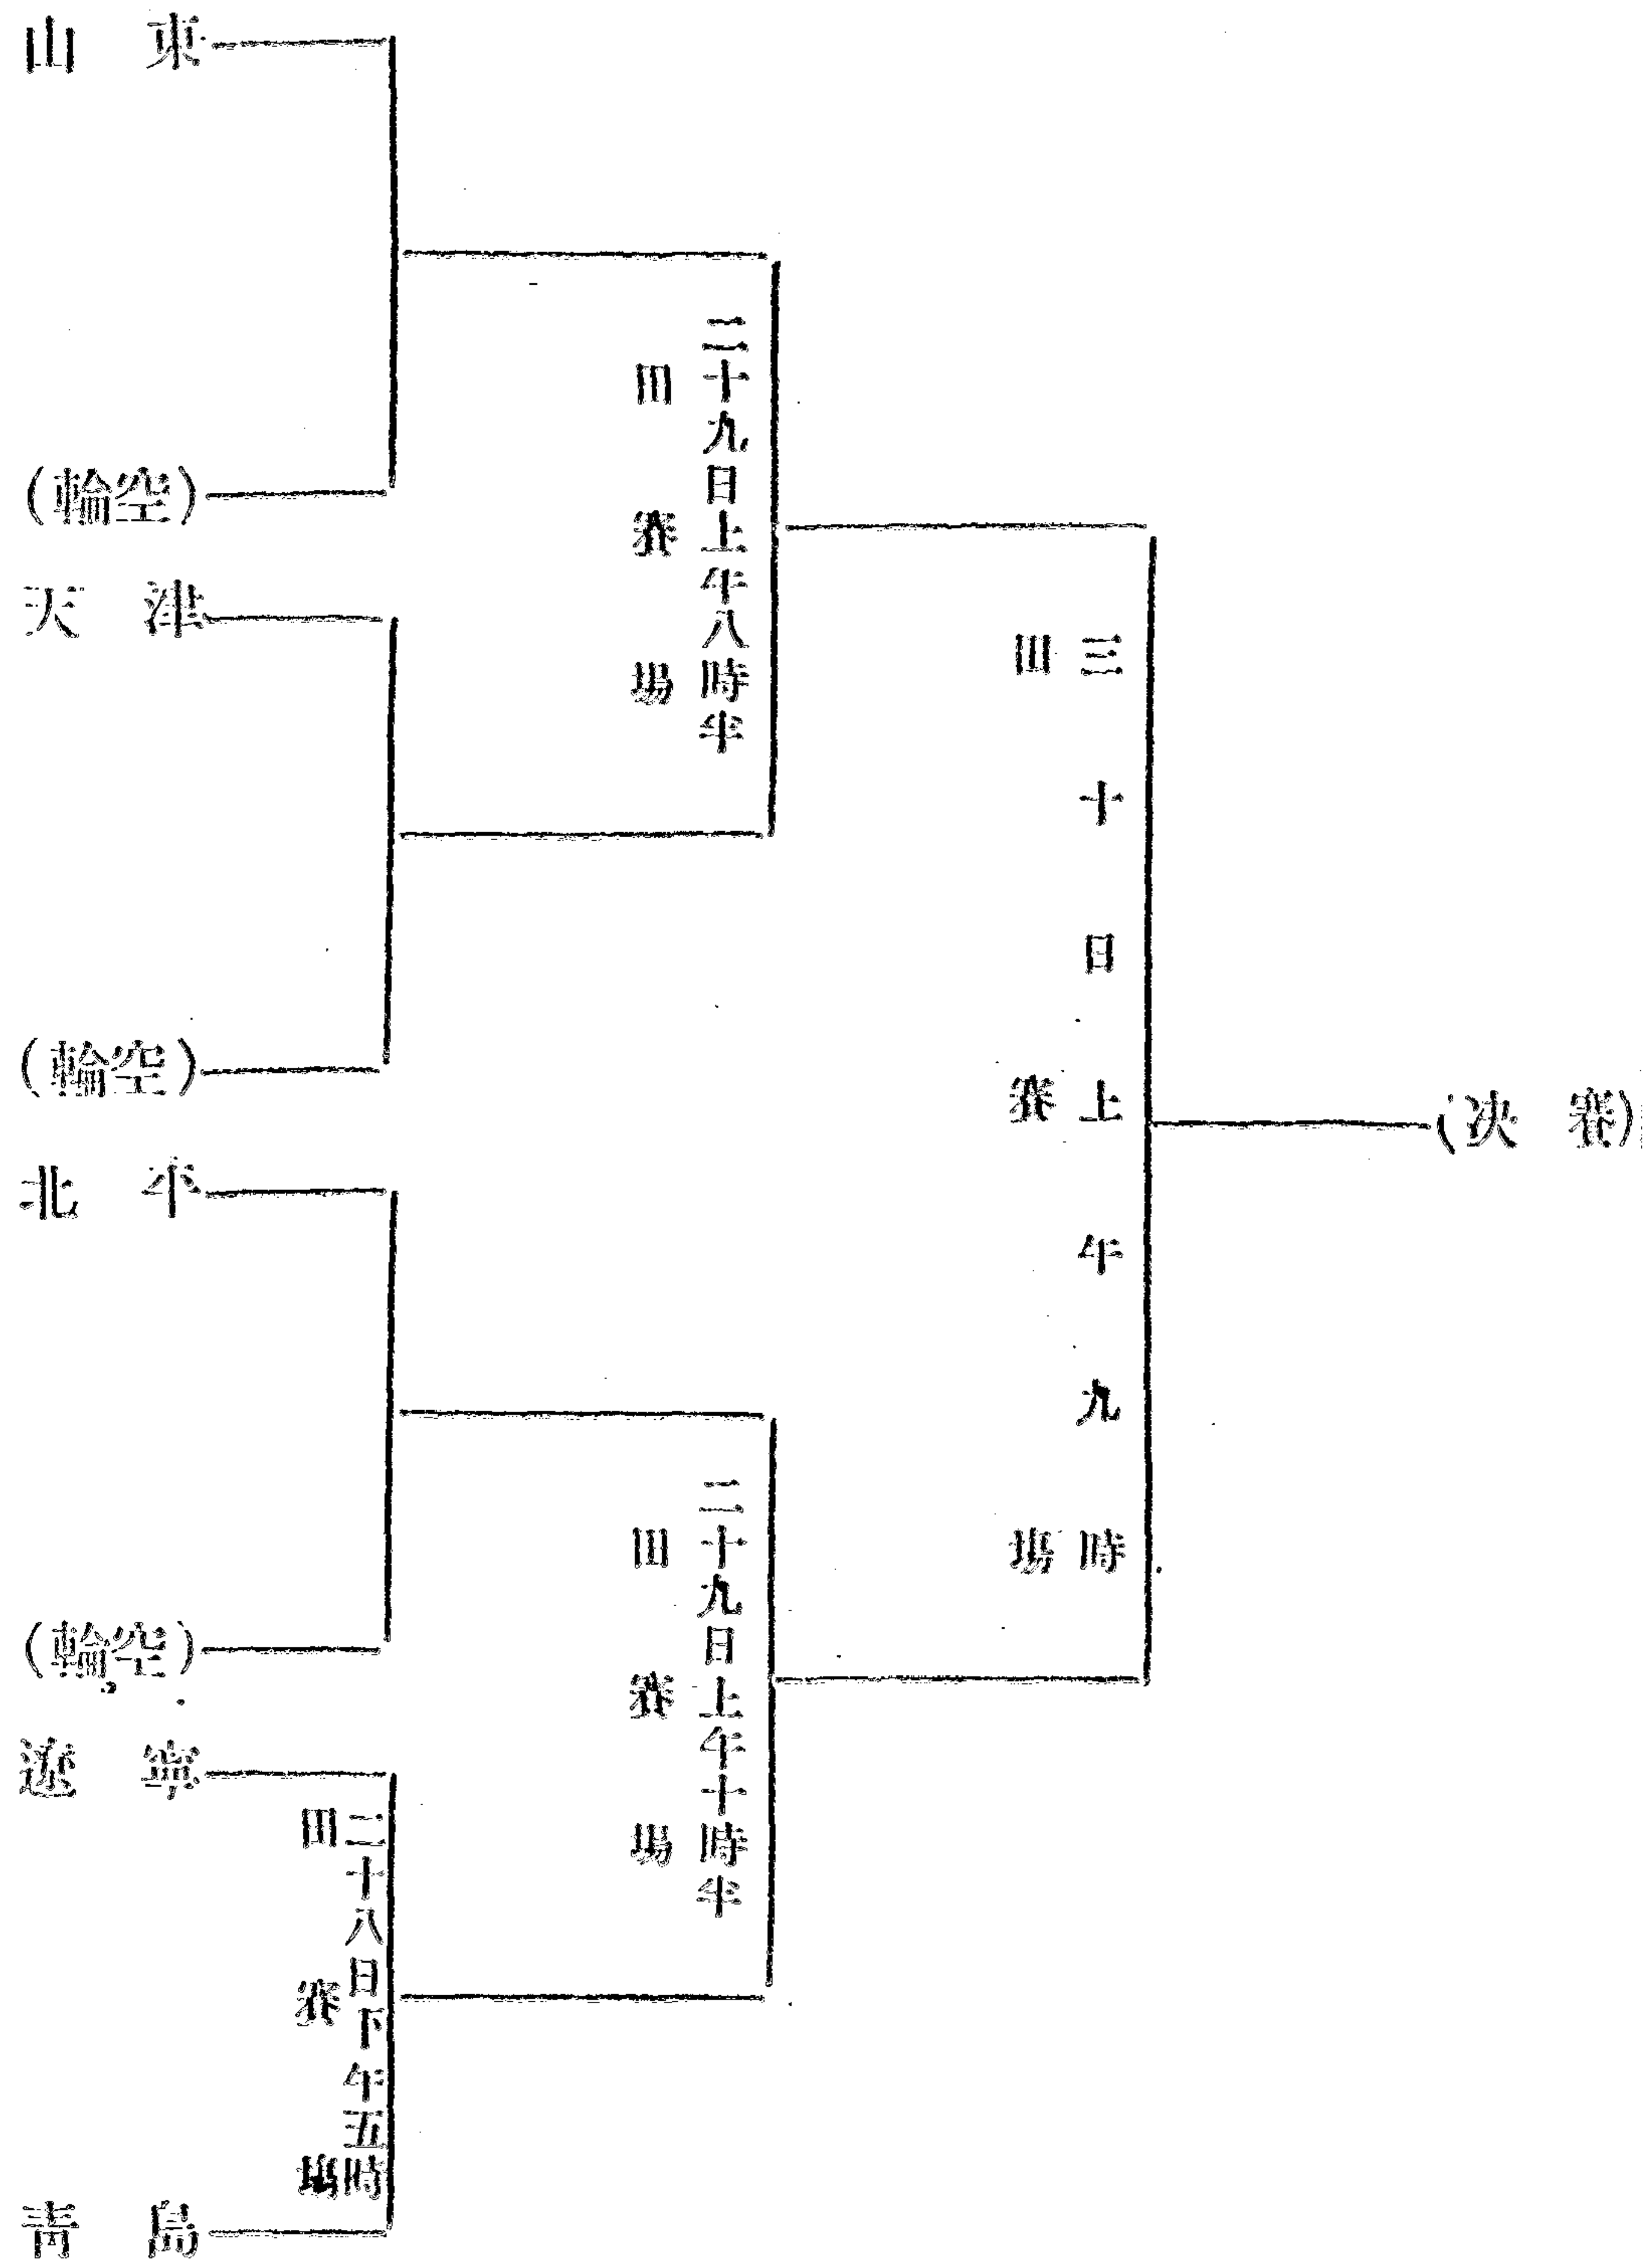 山東
(輪空)
天津
(輪空)
北平
(輪空)
遼寧
青島
二十八日下午五時
田賽場
二十九日上午八時半
田賽場
二十九日上午十時半
田賽場
三十日上午九時
田賽場
(決賽)